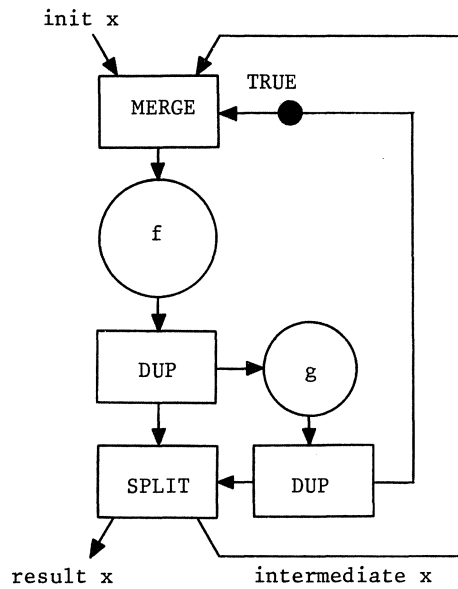 init x
TRUE
MERGE
f
DUP
g
SPLIT
DUP
result x
intermediate x